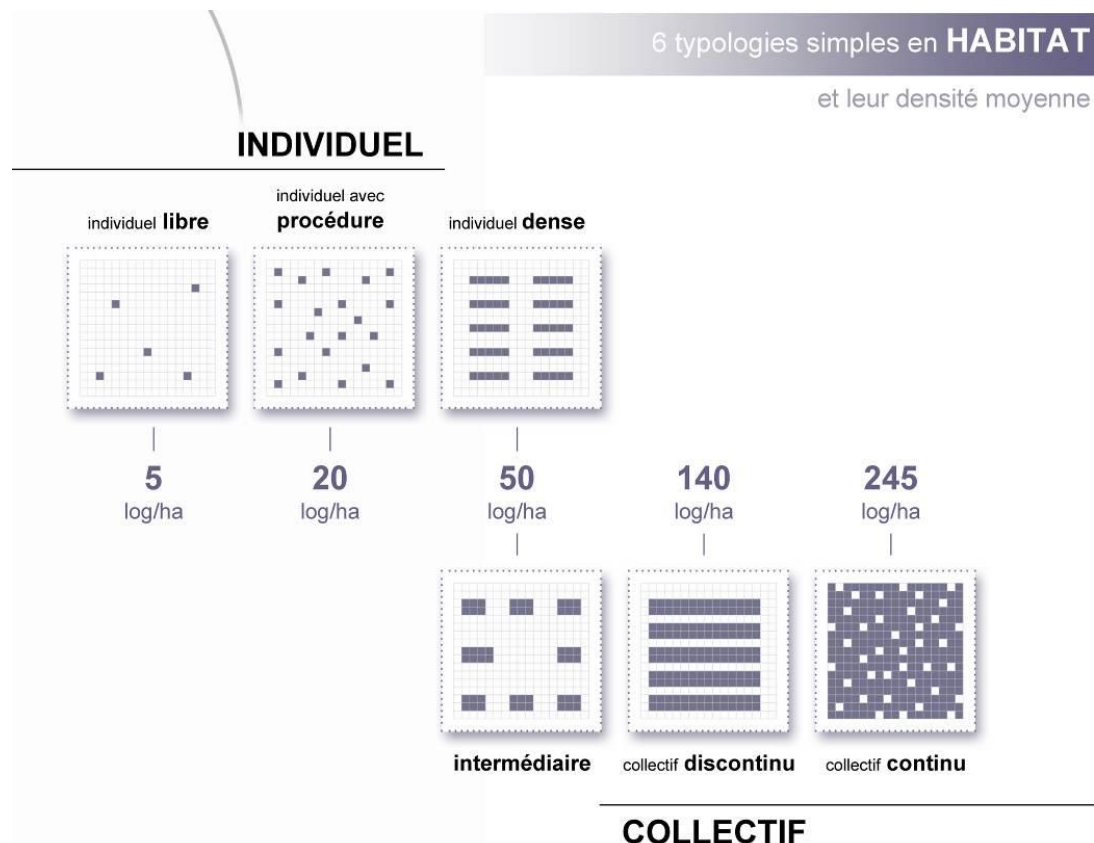 6 typologies simples en HABITAT
et leur densité moyenne
INDIVIDUEL
individuel libre
individuel avec
procédure
individuel dense
5
log/ha
20
log/ha
50
log/ha
140
log/ha
245
log/ha
intermédiaire
collectif discontinu
collectif continu
COLLECTIF